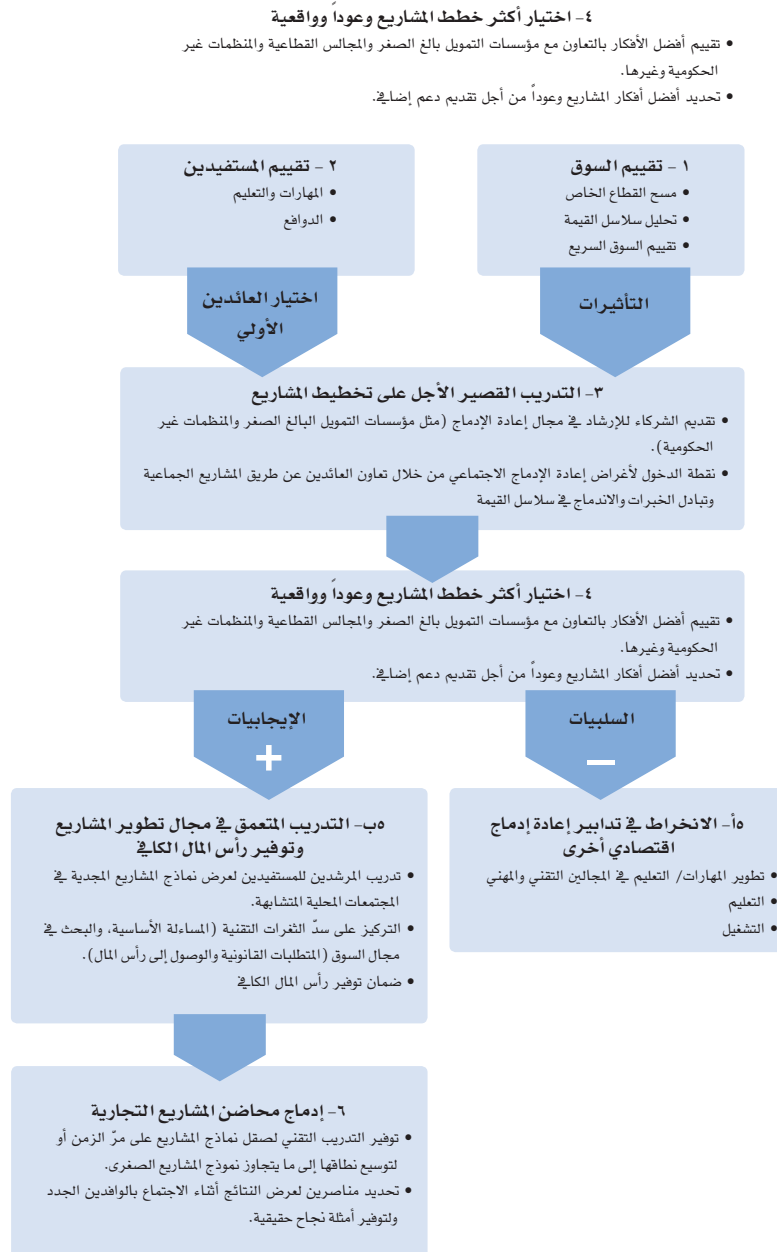 ٤- اختيار أكثر خطط المشاريع وعوداً وواقعية
• تقييم أفضل الأفكار بالتعاون مع مؤسسات التمويل بالغ الصغر والمجالس القطاعية والمنظمات غير
الحكومية وغيرها.
• تحديد أفضل أفكار المشاريع وعوداً من أجل تقديم دعم إضافي.
١ - تقييم السوق
• مسح القطاع الخاص
• تحليل سلاسل القيمة
• تقييم السوق السريع
٢ - تقييم المستفيدين
• المهارات والتعليم
• الدوافع
التأثيرات
اختيار العائدين
الأولي
٣- التدريب القصير الأجل على تخطيط المشاريع
• تقديم الشركاء للإرشاد في مجال إعادة الإدماج (مثل مؤسسات التمويل البالغ الصغر والمنظمات غير
الحكومية).
• نقطة الدخول لأغراض إعادة الإدماج الاجتماعي من خلال تعاون العائدين عن طريق المشاريع الجماعية
وتبادل الخبرات والاندماج في سلاسل القيمة
٤- اختيار أكثر خطط المشاريع وعوداً وواقعية
• تقييم أفضل الأفكار بالتعاون مع مؤسسات التمويل بالغ الصغر والمجالس القطاعية والمنظمات غير
الحكومية وغيرها.
• تحديد أفضل أفكار المشاريع وعوداً من أجل تقديم دعم إضافي.
السلبيات
–
الإيجابيات
+
٥أ- الانخراط في تدابير إعادة إدماج
اقتصادي أخرى
• تطوير المهارات/ التعليم في المجالين التقني والمهني
• التعليم
• التشغيل
٥ب- التدريب المتعمق في مجال تطوير المشاريع
وتوفير رأس المال الكافي
• تدريب المرشدين للمستفيدين لعرض نماذج المشاريع المجدية في
المجتمعات المحلية المتشابهة.
• التركيز على سدّ الثغرات التقنية (المساءلة الأساسية، والبحث في
مجال السوق (المتطلبات القانونية والوصول إلى رأس المال).
• ضمان توفير رأس المال الكافي
٦- إدماج محاضن المشاريع التجارية
• توفير التدريب التقني لصقل نماذج المشاريع على مرّ الزمن أو
لتوسيع نطاقها إلى ما يتجاوز نموذج المشاريع الصغرى.
• تحديد مناصرين لعرض النتائج أثناء الاجتماع بالوافدين الجدد
ولتوفير أمثلة نجاح حقيقية.